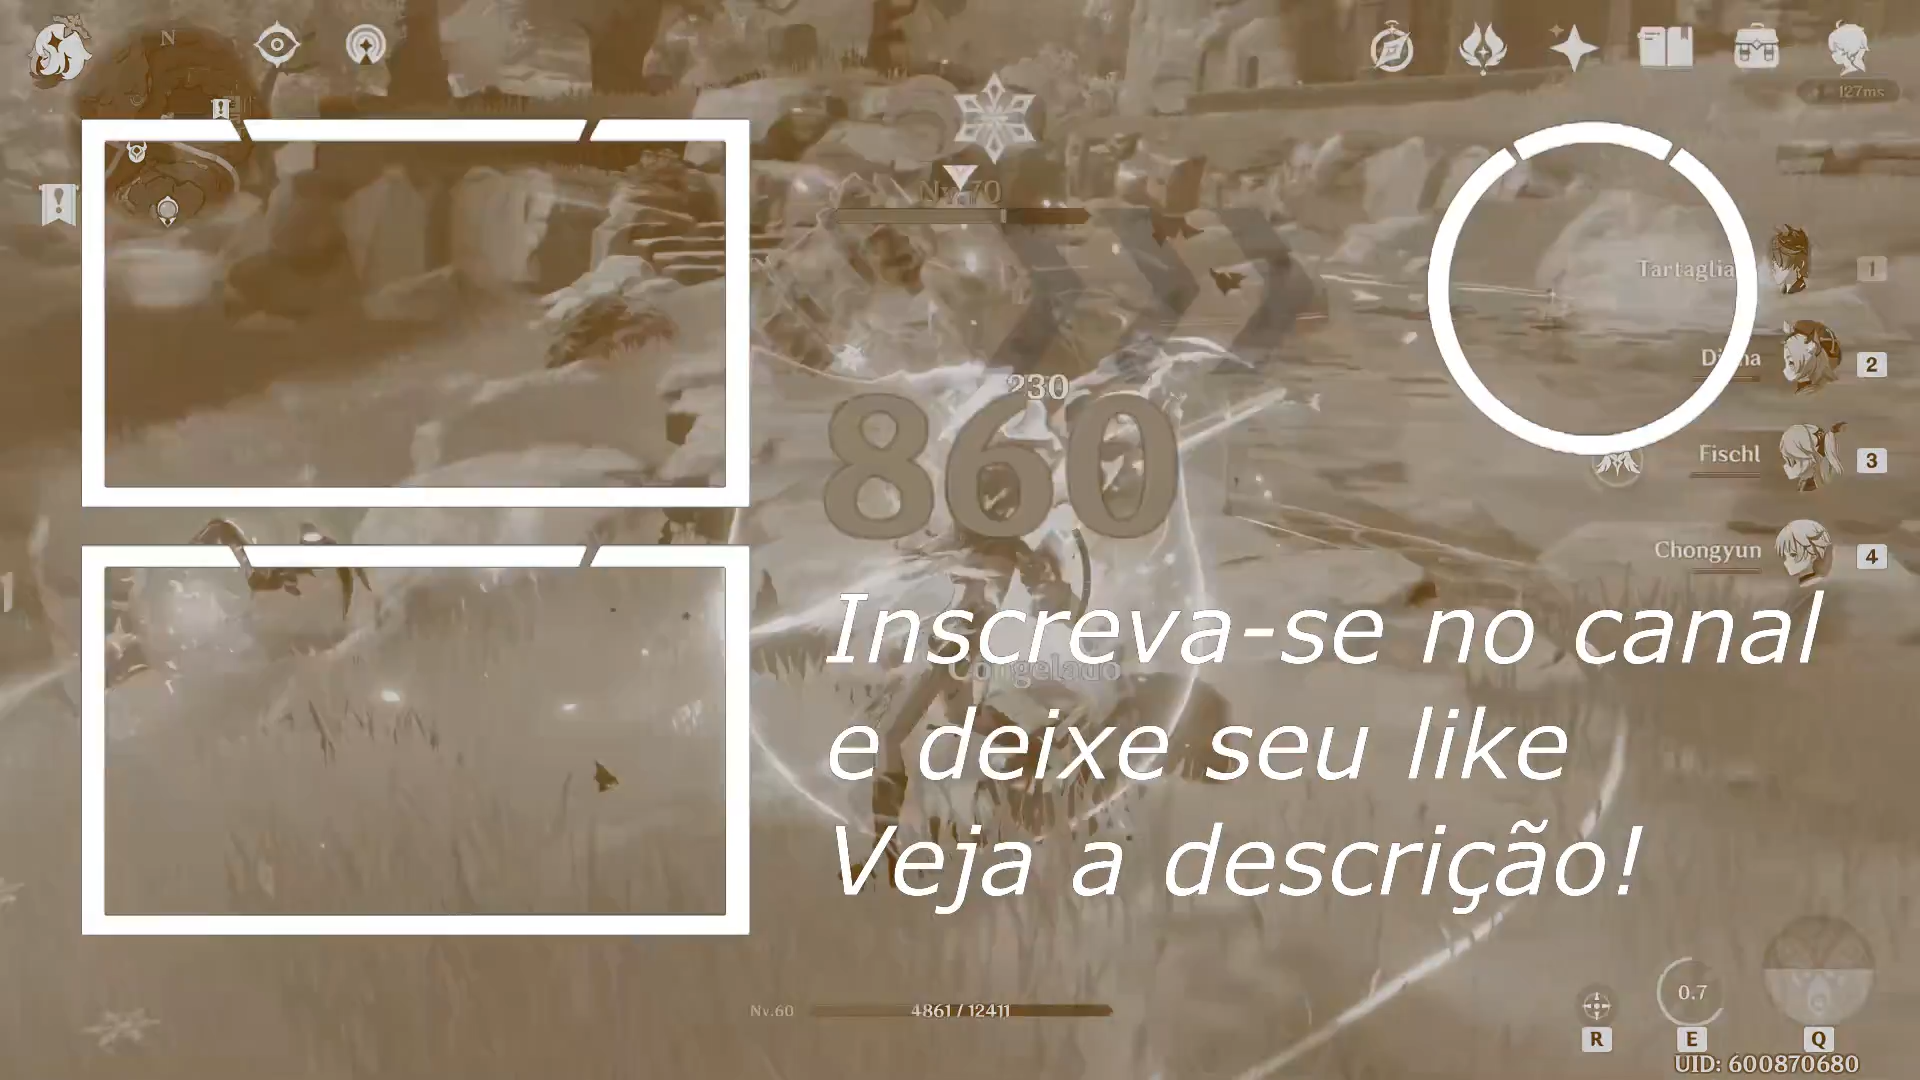 N
127ms
Nv.70
Tartaglia
1
230
2
860
Fischl
3
Chongyun
4
Inscreva-se no canal
Congelado
e deixe seu like
Veja a descrição!
Nv.60
4861 / 12411
0.7
R
E
Q
UID: 600870680